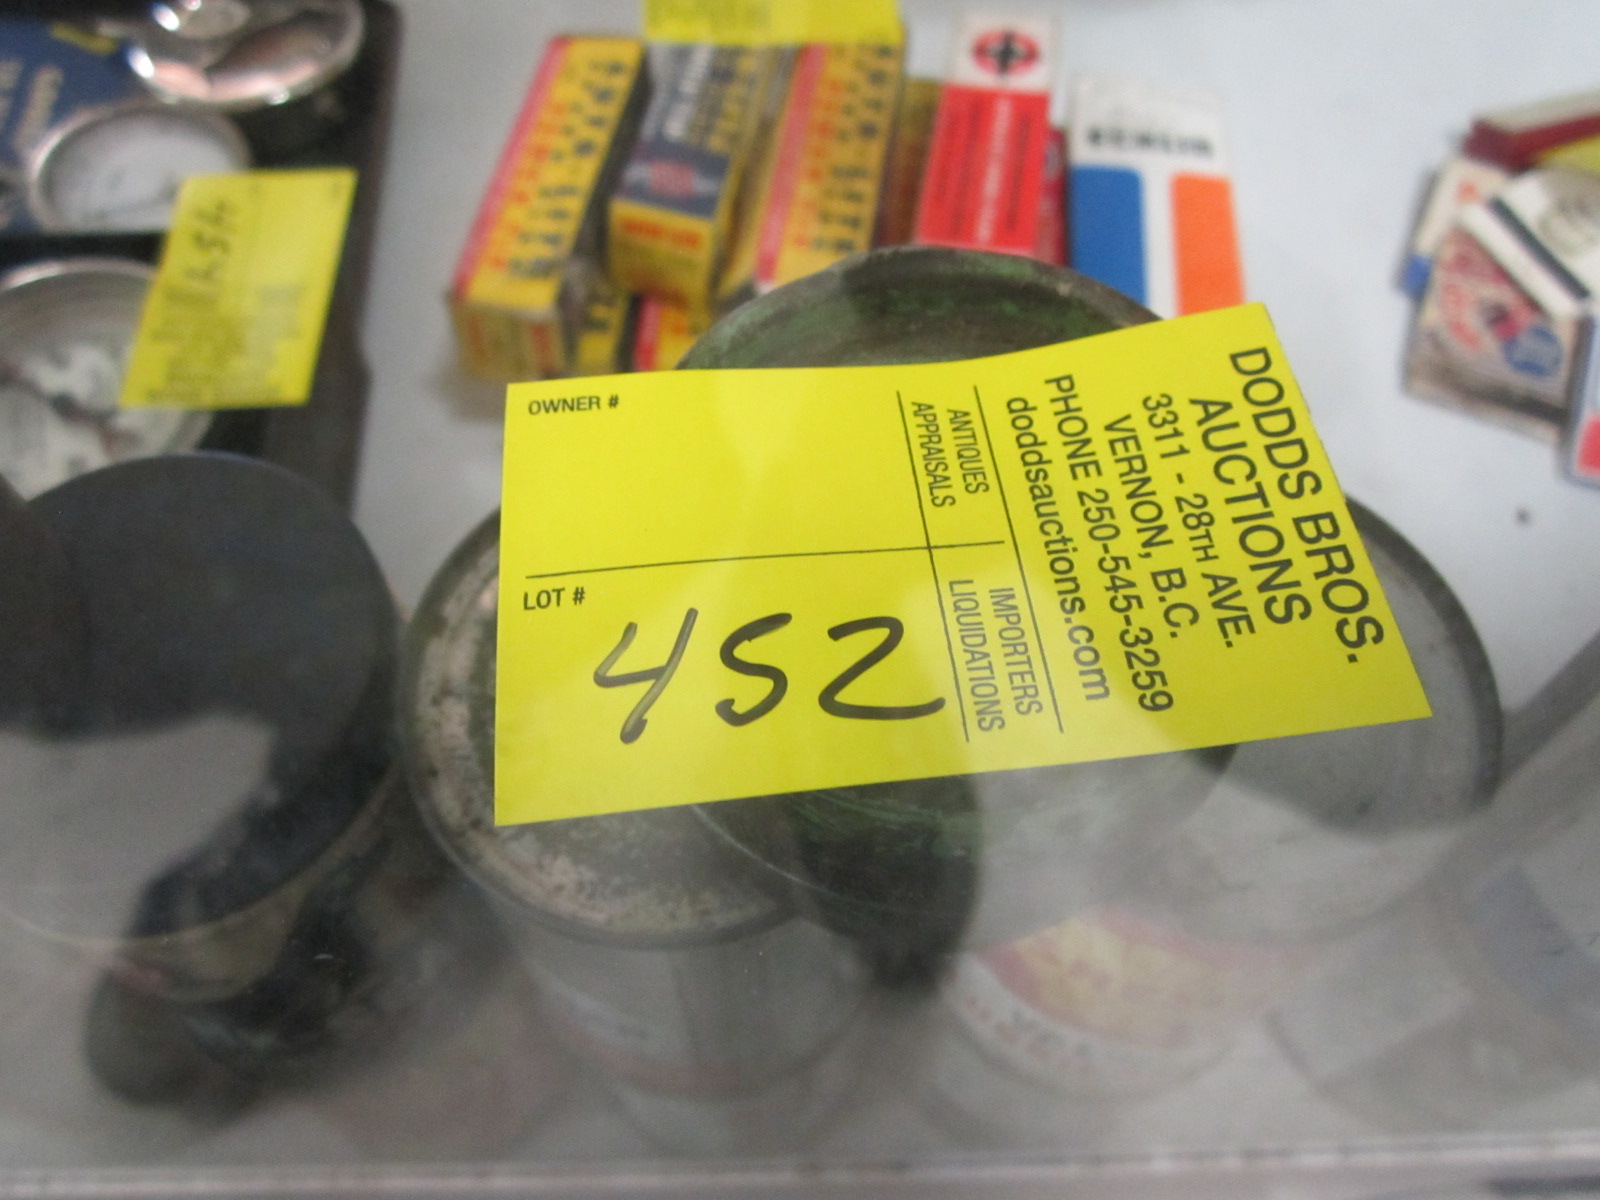 DODDS BROS.
AUCTIONS
3311 - 28TH AVE.
VERNON, B.C.
PHONE 250-545-3259
doddsauctions.com
ANTIQUES
APPRAISALS
IMPORTERS
LIQUIDATIONS
OWNER #
LOT #
452